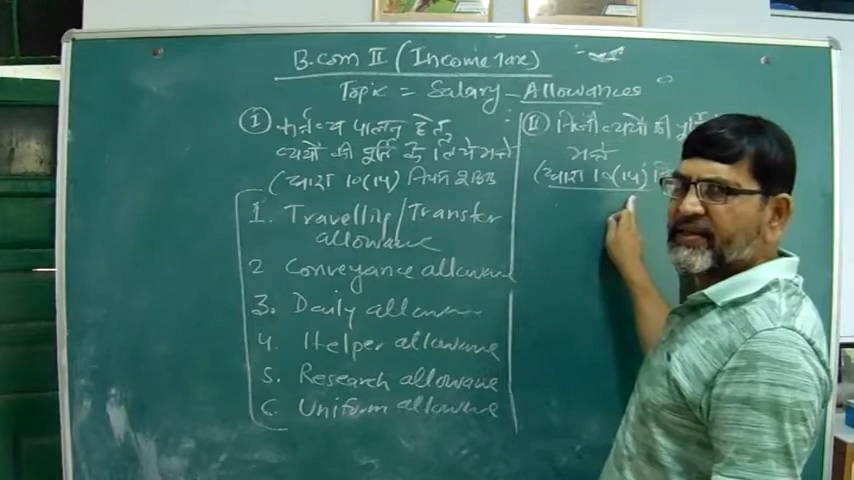 B.com II (Income Tax)
Topic = Salary - Allowances
I कर्त्तव्य पालन हेतु
व्ययों की पूर्ति के लिये भत्ते
(धारा 10(14) नियम 2BB
1. Travelling/Transfer
allowance
2 Conveyance allowance
3. Daily allowance
4. Helper allowance
5. Research allowance
6. Uniform allowance
II निजी व्ययों की पूर्ति
भत्ते
(धारा 10(14)